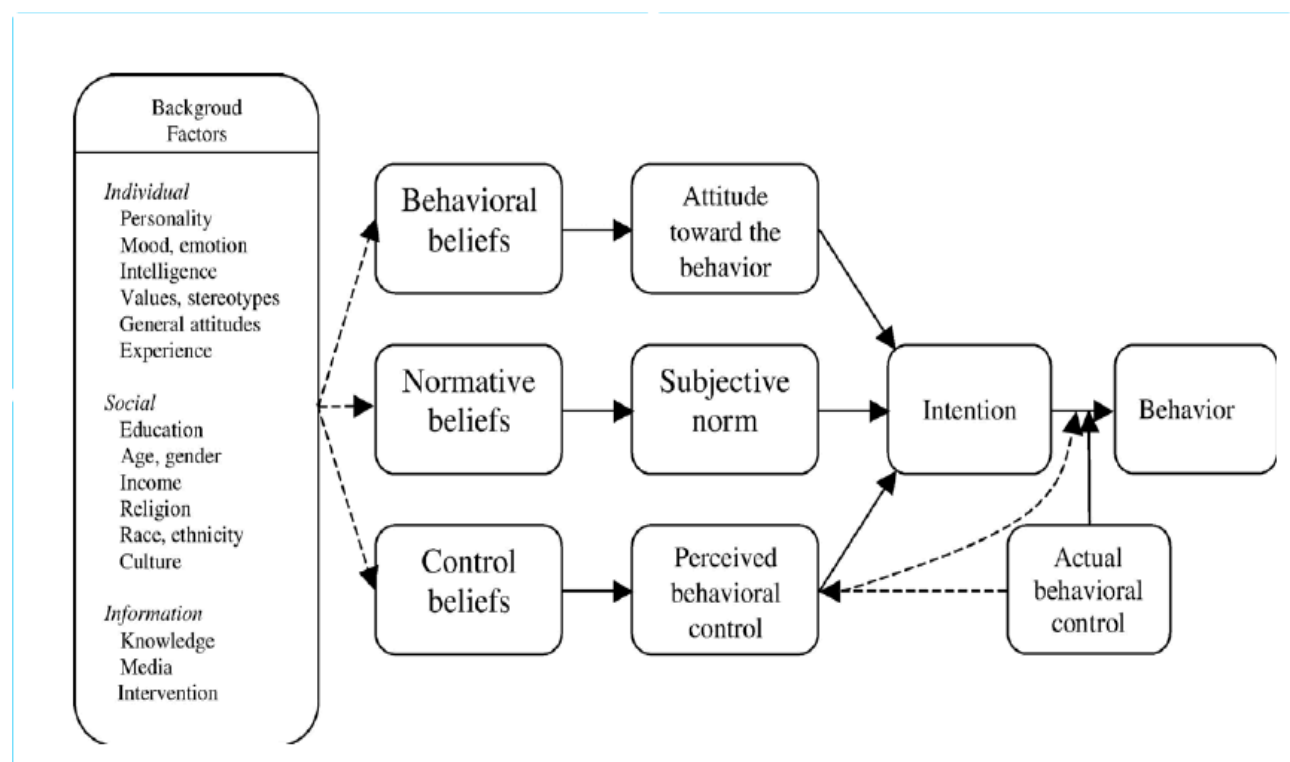 Backgroud
Factors
Individual
Personality
Mood, emotion
Intelligence
Values, stereotypes
General attitudes
Experience
Social
Education
Age, gender
Income
Religion
Race, ethnicity
Culture
Information
Knowledge
Media
Intervention
Behavioral
beliefs
Attitude
toward the
behavior
Normative
beliefs
Subjective
norm
Intention
Behavior
Control
beliefs
Perceived
behavioral
control
Actual
behavioral
control